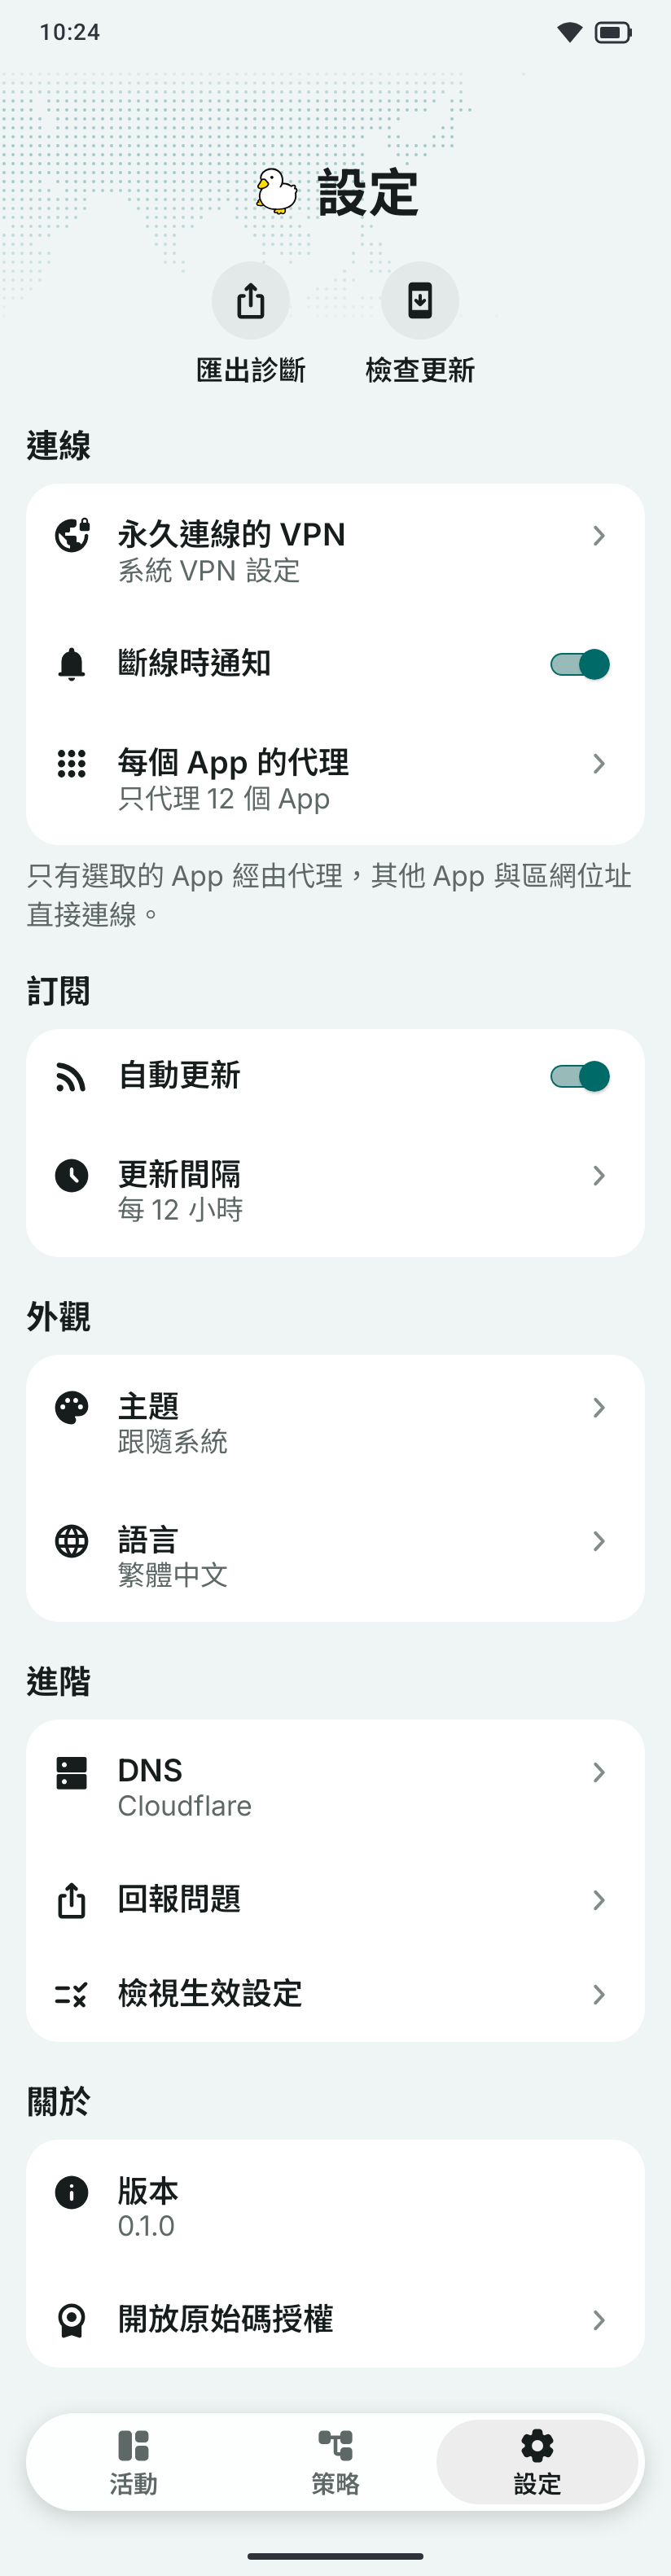 10:24
設定
匯出診斷
檢查更新
連線
永久連線的 VPN
系統 VPN 設定
斷線時通知
每個 App 的代理
只代理 12 個 App
只有選取的 App 經由代理，其他 App 與區網位址
直接連線。
訂閱
自動更新
更新間隔
每 12 小時
外觀
主題
跟隨系統
語言
繁體中文
進階
DNS
Cloudflare
回報問題
檢視生效設定
關於
版本
0.1.0
開放原始碼授權
活動
策略
設定